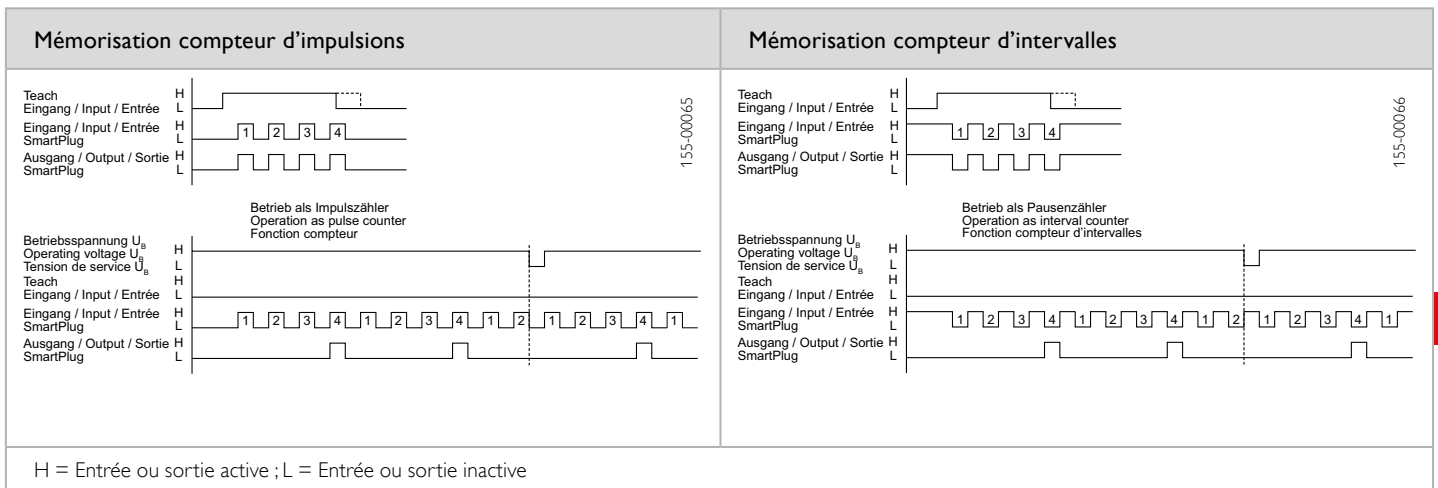 Mémorisation compteur d’impulsions
Teach H
Eingang / Input / Entrée L
Eingang / Input / Entrée H
SmartPlug L
1 2 3 4
Ausgang / Output / Sortie H
SmartPlug L
155-00065
Betrieb als Impulszähler
Operation as pulse counter
Fonction compteur
Betriebsspannung UB
Operating voltage UB H
Tension de service UB L
Teach H
Eingang / Input / Entrée L
Eingang / Input / Entrée H
SmartPlug L
1 2 3 4 1 2 3 4 1 2 1 2 3 4 1
Ausgang / Output / Sortie H
SmartPlug L
Mémorisation compteur d’intervalles
Teach H
Eingang / Input / Entrée L
Eingang / Input / Entrée H
SmartPlug L
1 2 3 4
Ausgang / Output / Sortie H
SmartPlug L
155-00066
Betrieb als Pausenzähler
Operation as interval counter
Fonction compteur d’intervalles
Betriebsspannung UB
Operating voltage UB H
Tension de service UB L
Teach H
Eingang / Input / Entrée L
Eingang / Input / Entrée H
SmartPlug L
1 2 3 4 1 2 3 4 1 2 1 2 3 4 1
Ausgang / Output / Sortie H
SmartPlug L
H = Entrée ou sortie active ; L = Entrée ou sortie inactive